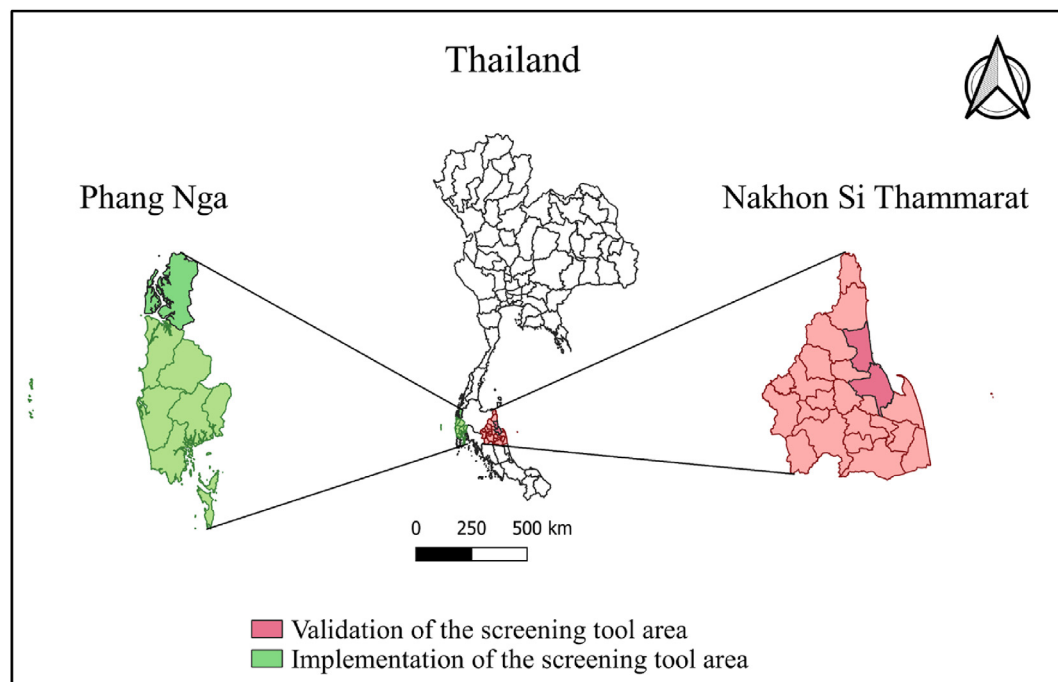 Thailand
Phang Nga
Nakhon Si Thammarat
0 250 500 km
Validation of the screening tool area
Implementation of the screening tool area